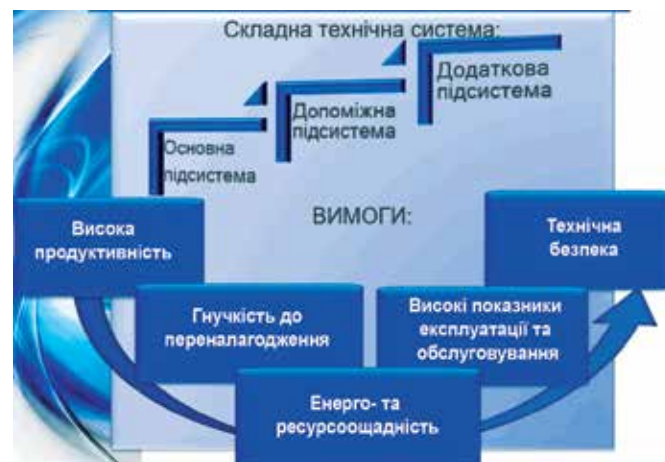 Складна технічна система:
Додаткова
підсистема
Допоміжна
підсистема
Основна
підсистема
ВИМОГИ:
Висока
продуктивність
Гнучкість до
переналагодження
Енерго- та
ресурсоощадність
Високі показники
експлуатації та
обслуговування
Технічна
безпека